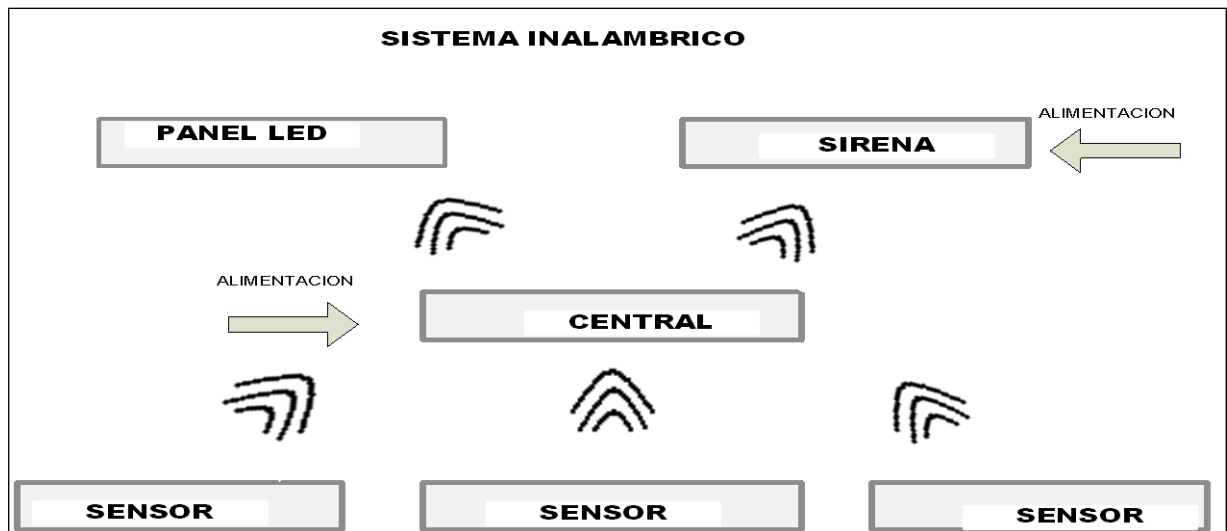 SISTEMA INALAMBRICO
ALIMENTACION
PANEL LED
SIRENA
ALIMENTACION
CENTRAL
SENSOR
SENSOR
SENSOR